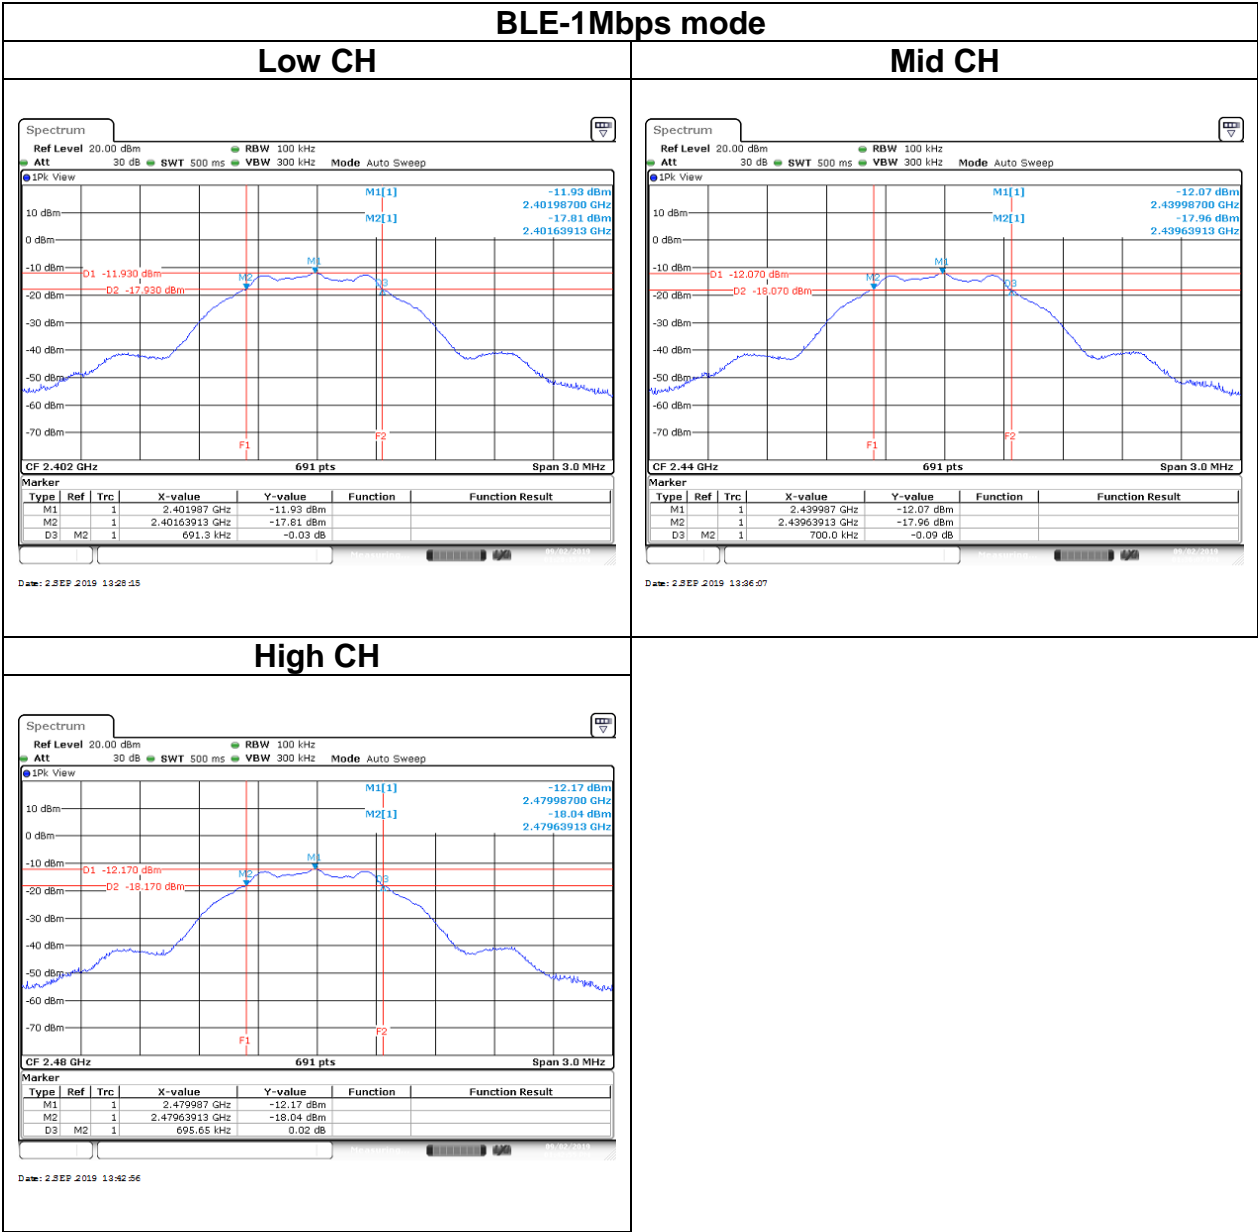 BLE-1Mbps mode
Low CH
Mid CH
Spectrum
Ref Level 20.00 dBm RBW 100 kHz
Att 30 dB SWT 500 ms VBW 300 kHz Mode Auto Sweep
1Pk View
M1[1] -11.93 dBm
2.40198700 GHz
M2[1] -17.81 dBm
2.40163913 GHz
10 dBm
0 dBm
-10 dBm
M1
D1 -11.930 dBm
M2
D3
D2 -17.930 dBm
-20 dBm
-30 dBm
-40 dBm
-50 dBm
-60 dBm
-70 dBm
F1
F2
CF 2.402 GHz 691 pts Span 3.0 MHz
Marker
Type Ref Trc X-value Y-value Function Function Result
M1 1 2.401987 GHz -11.93 dBm
M2 1 2.40163913 GHz -17.81 dBm
D3 M2 1 691.3 kHz -0.03 dB
Date: 2.SEP.2019 13:28:15
Spectrum
Ref Level 20.00 dBm RBW 100 kHz
Att 30 dB SWT 500 ms VBW 300 kHz Mode Auto Sweep
1Pk View
M1[1] -12.07 dBm
2.43998700 GHz
M2[1] -17.96 dBm
2.43963913 GHz
10 dBm
0 dBm
-10 dBm
M1
D1 -12.070 dBm
M2
D3
D2 -18.070 dBm
-20 dBm
-30 dBm
-40 dBm
-50 dBm
-60 dBm
-70 dBm
F1
F2
CF 2.44 GHz 691 pts Span 3.0 MHz
Marker
Type Ref Trc X-value Y-value Function Function Result
M1 1 2.439987 GHz -12.07 dBm
M2 1 2.43963913 GHz -17.96 dBm
D3 M2 1 700.0 kHz -0.09 dB
Date: 2.SEP.2019 13:36:07
High CH
Spectrum
Ref Level 20.00 dBm RBW 100 kHz
Att 30 dB SWT 500 ms VBW 300 kHz Mode Auto Sweep
1Pk View
M1[1] -12.17 dBm
2.47998700 GHz
M2[1] -18.04 dBm
2.47963913 GHz
10 dBm
0 dBm
-10 dBm
M1
D1 -12.170 dBm
M2
D3
D2 -18.170 dBm
-20 dBm
-30 dBm
-40 dBm
-50 dBm
-60 dBm
-70 dBm
F1
F2
CF 2.48 GHz 691 pts Span 3.0 MHz
Marker
Type Ref Trc X-value Y-value Function Function Result
M1 1 2.479987 GHz -12.17 dBm
M2 1 2.47963913 GHz -18.04 dBm
D3 M2 1 695.65 kHz 0.02 dB
Date: 2.SEP.2019 13:42:56